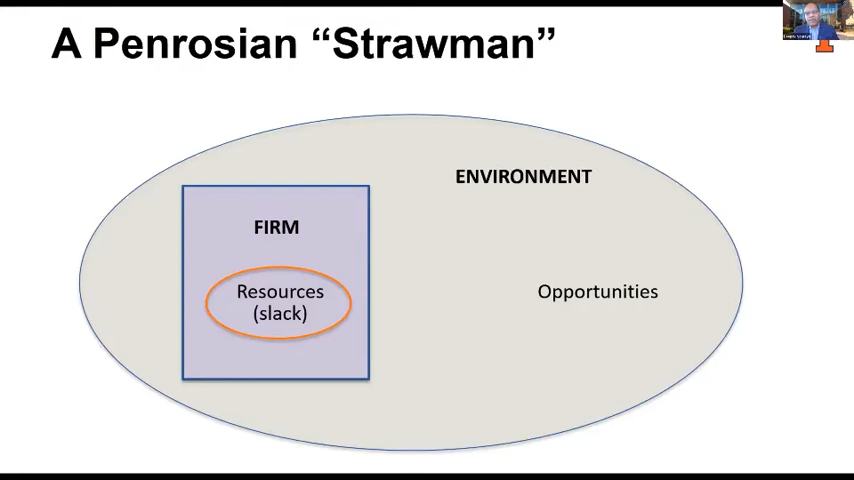 A Penrosian “Strawman”
ENVIRONMENT
FIRM
Resources
(slack)
Opportunities